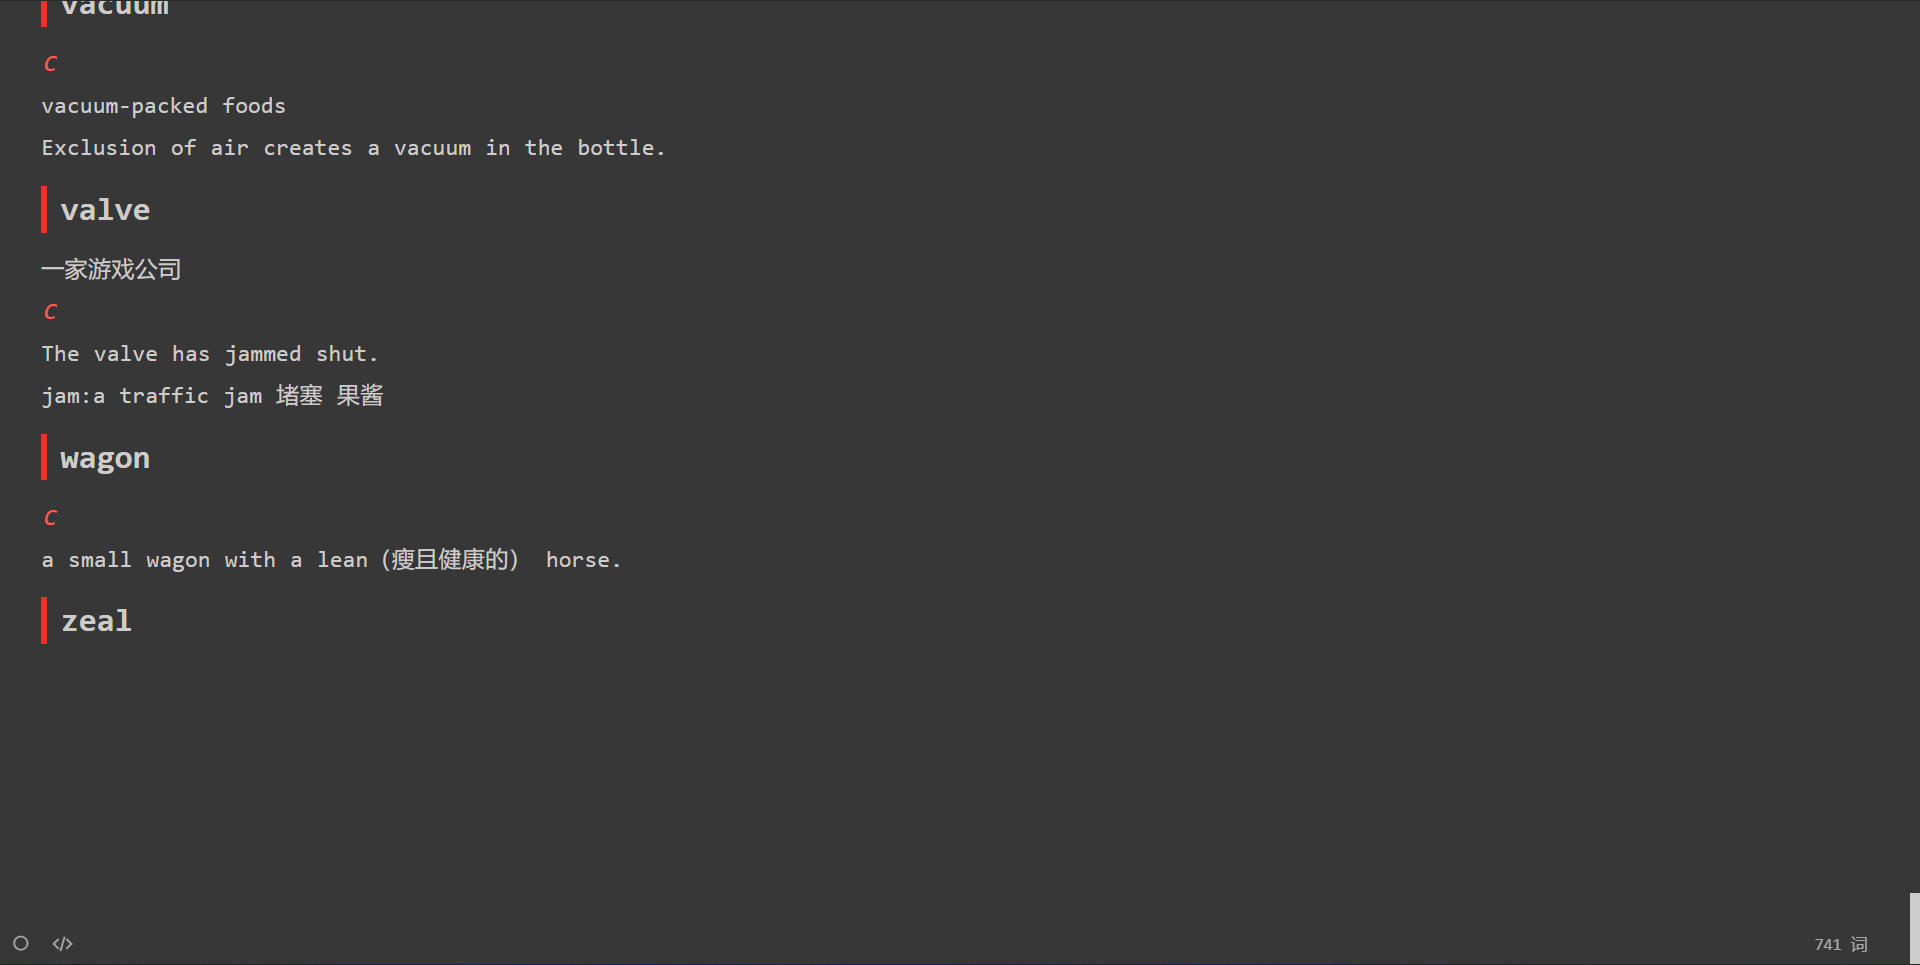 vacuum
C
vacuum-packed foods
Exclusion of air creates a vacuum in the bottle.
valve
一家游戏公司
C
The valve has jammed shut.
jam:a traffic jam 堵塞 果酱
wagon
C
a small wagon with a lean（瘦且健康的） horse.
zeal
</>
741 词